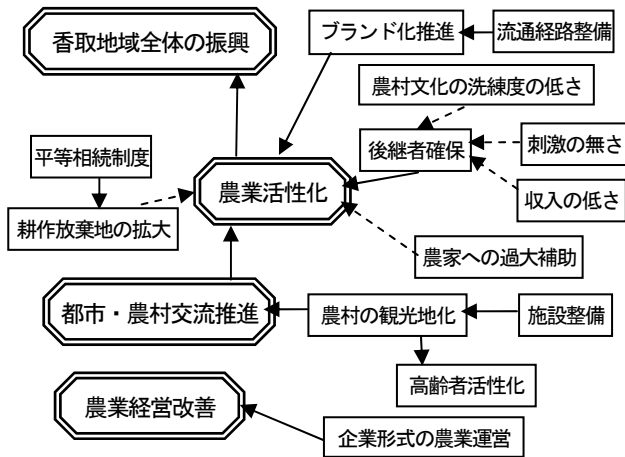 香取地域全体の振興
ブランド化推進
流通経路整備
農村文化の洗練度の低さ
後継者確保
刺激の無さ
平等相続制度
農業活性化
収入の低さ
耕作放棄地の拡大
農家への過大補助
都市・農村交流推進
農村の観光地化
施設整備
高齢者活性化
農業経営改善
企業形式の農業運営